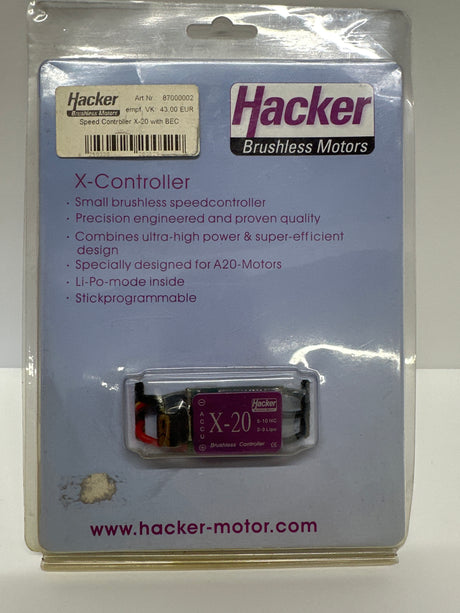 Hacker
Brushless Motors
Art Nr.: 87000002
empf. VK: 43,00 EUR
Speed Controller X-20 with BEC
Hacker
Brushless Motors
X-Controller
· Small brushless speedcontroller
· Precision engineered and proven quality
· Combines ultra-high power & super-efficient
design
· Specially designed for A20-Motors
· Li-Po-mode inside
· Stickprogrammable
ACCU
X-20
Hacker
Brushless Controller
www.hacker-motor.com